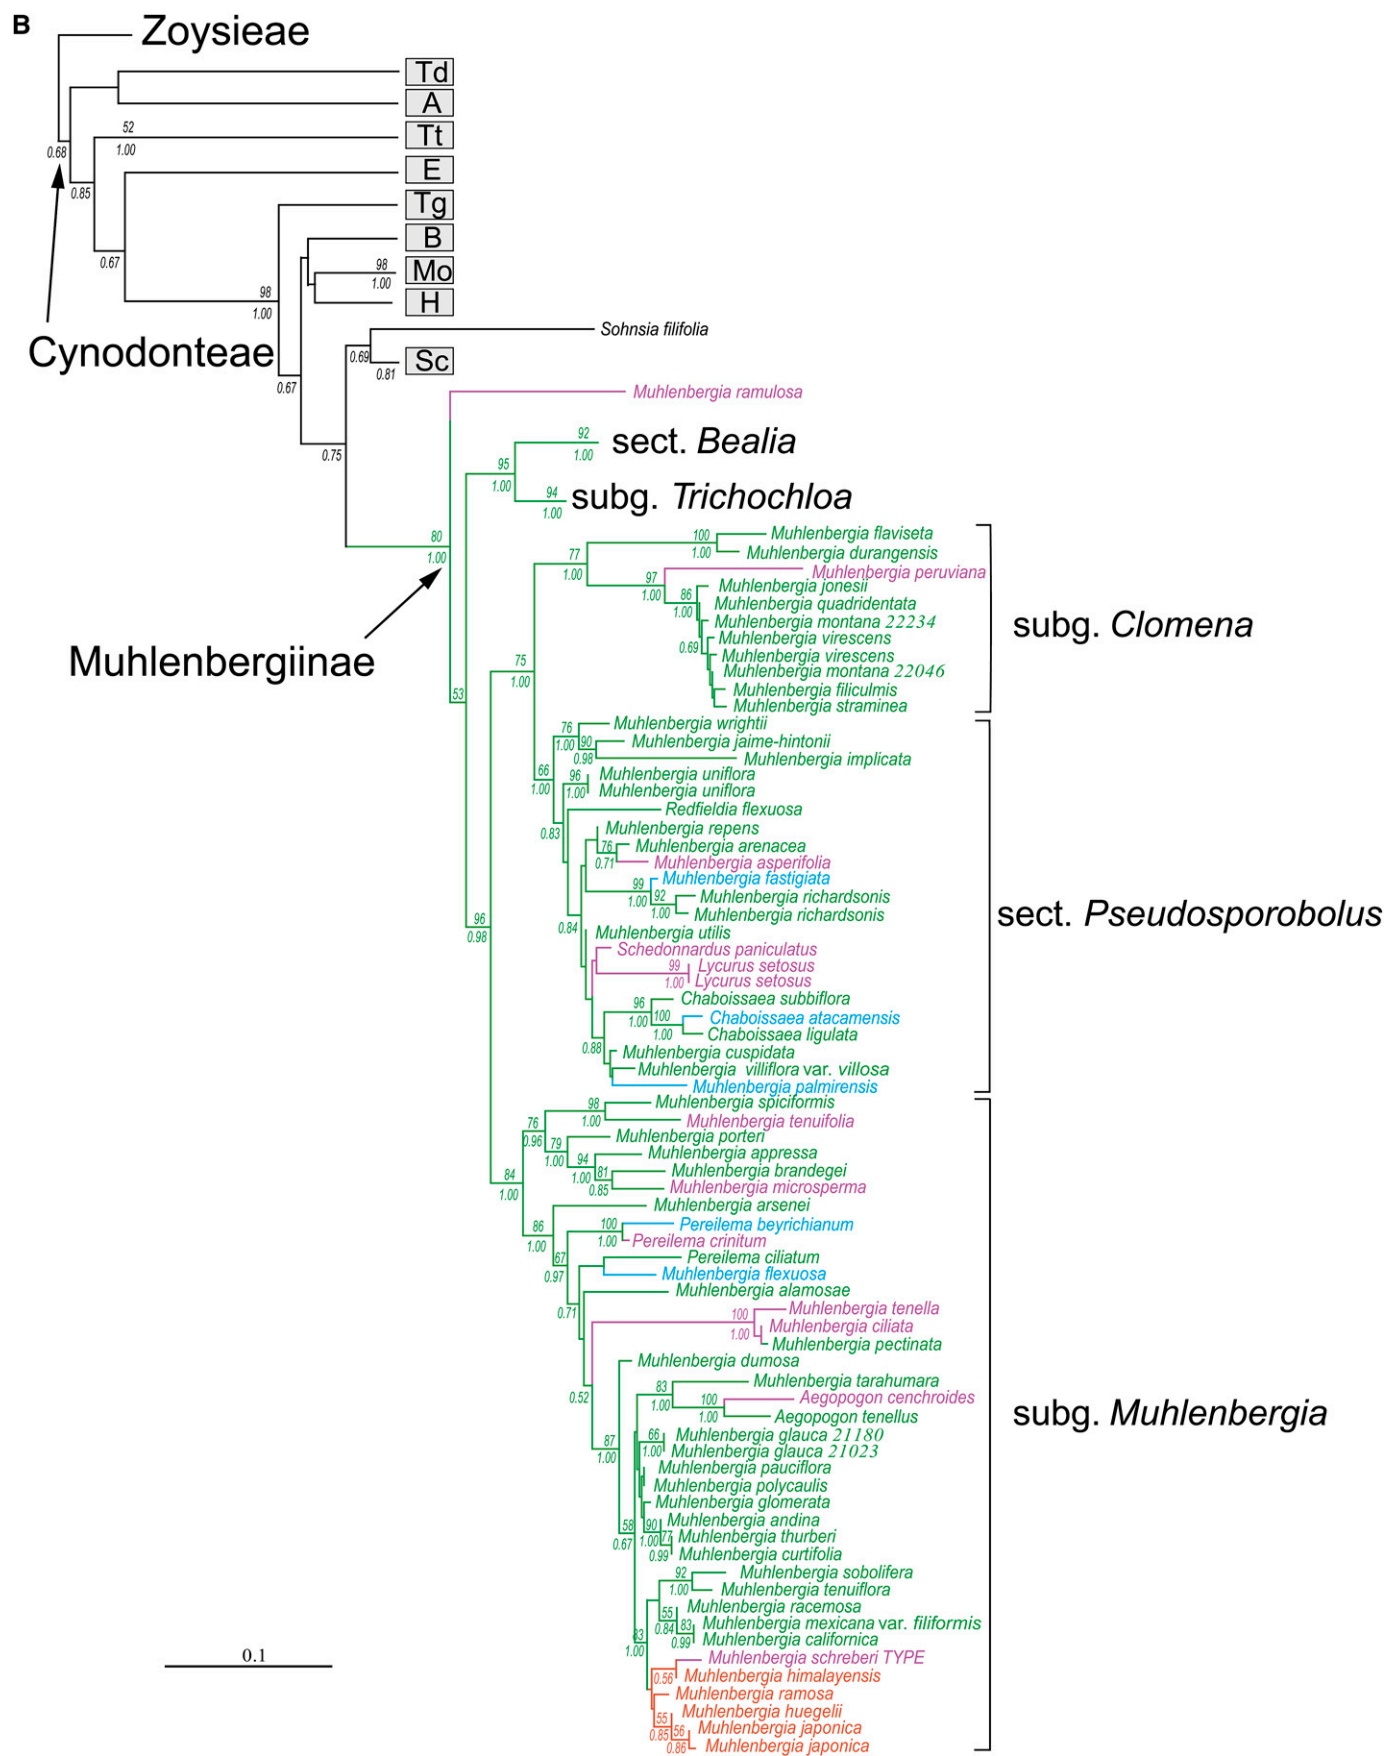 B
Zoysieae
Td
A
52
Tt
1.00
0.68
E
0.85
Tg
B
0.67
98
Mo
1.00
98
H
1.00
Sohnsia filifolia
Cynodonteae
0.69
Sc
0.81
0.67
Muhlenbergia ramulosa
92
sect. Bealia
0.75
1.00
95
1.00
94
subg. Trichochloa
1.00
80
1.00
Muhlenbergiinae
53
100
Muhlenbergia flaviseta
1.00
Muhlenbergia durangensis
77
1.00
Muhlenbergia peruviana
97
1.00
Muhlenbergia jonesii
86
1.00
Muhlenbergia quadridentata
Muhlenbergia montana 22234
subg. Clomena
Muhlenbergia virescens
0.69
Muhlenbergia virescens
75
1.00
Muhlenbergia montana 22046
Muhlenbergia filiculmis
Muhlenbergia straminea
Muhlenbergia wrightii
76
1.00
90
0.98
Muhlenbergia jaime-hintonii
Muhlenbergia implicata
66
1.00
96
1.00
Muhlenbergia uniflora
Muhlenbergia uniflora
Redfieldia flexuosa
0.83
Muhlenbergia repens
76
0.71
Muhlenbergia arenacea
Muhlenbergia asperifolia
99
1.00
Muhlenbergia fastigiata
92
1.00
Muhlenbergia richardsonis
Muhlenbergia richardsonis
sect. Pseudosporobolus
96
0.98
0.84
Muhlenbergia utilis
Schedonnardus paniculatus
99
1.00
Lycurus setosus
Lycurus setosus
96
1.00
Chaboissaea subbiflora
100
1.00
Chaboissaea atacamensis
Chaboissaea ligulata
0.88
Muhlenbergia cuspidata
Muhlenbergia villiflora var. villosa
Muhlenbergia palmirensis
98
1.00
Muhlenbergia spiciformis
Muhlenbergia tenuifolia
76
0.96
79
1.00
Muhlenbergia porteri
94
1.00
Muhlenbergia appressa
81
0.85
Muhlenbergia brandegei
Muhlenbergia microsperma
84
1.00
Muhlenbergia arsenei
86
1.00
100
1.00
Pereilema beyrichianum
Pereilema crinitum
67
0.97
Pereilema ciliatum
Muhlenbergia flexuosa
0.71
Muhlenbergia alamosae
100
1.00
Muhlenbergia tenella
Muhlenbergia ciliata
Muhlenbergia pectinata
0.52
Muhlenbergia dumosa
83
1.00
Muhlenbergia tarahumara
100
1.00
Aegopogon cenchroides
Aegopogon tenellus
subg. Muhlenbergia
87
1.00
66
1.00
Muhlenbergia glauca 21180
Muhlenbergia glauca 21023
Muhlenbergia pauciflora
Muhlenbergia polycaulis
Muhlenbergia glomerata
58
0.67
90
1.00
Muhlenbergia andina
77
0.99
Muhlenbergia thurberi
Muhlenbergia curtifolia
92
1.00
Muhlenbergia sobolifera
Muhlenbergia tenuiflora
55
0.84
Muhlenbergia racemosa
83
0.99
Muhlenbergia mexicana var. filiformis
Muhlenbergia californica
83
1.00
Muhlenbergia schreberi TYPE
0.56
Muhlenbergia himalayensis
Muhlenbergia ramosa
55
0.85
Muhlenbergia huegelii
56
0.86
Muhlenbergia japonica
Muhlenbergia japonica
0.1